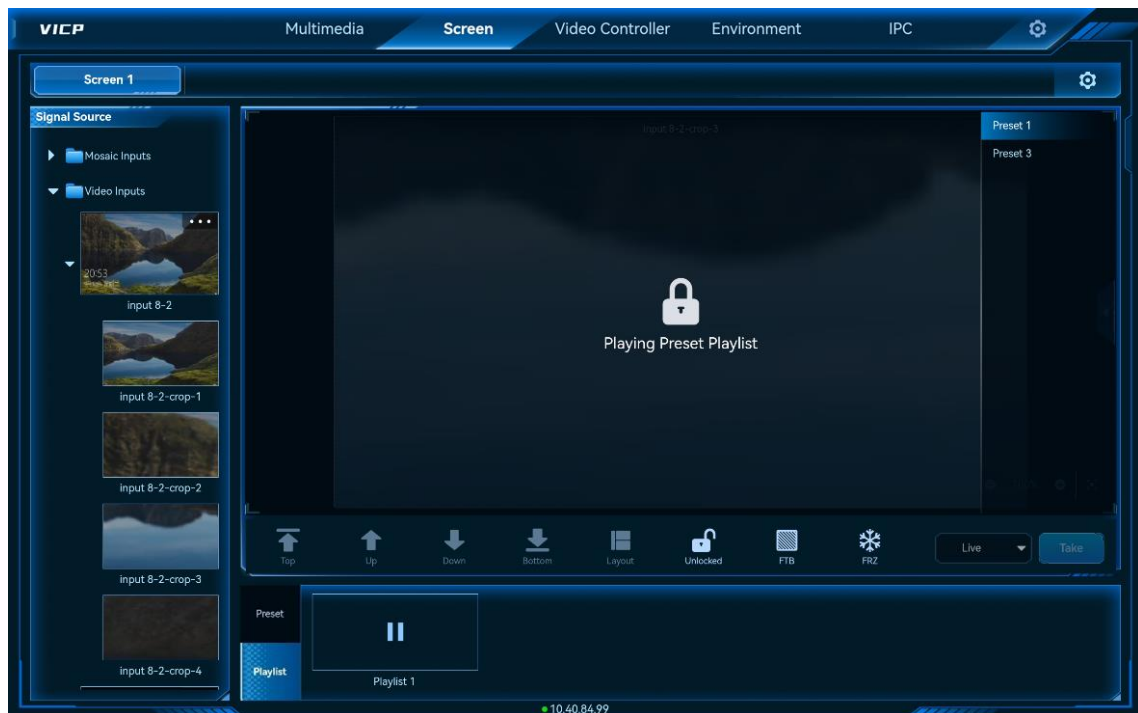 VICP
Multimedia
Screen
Video Controller
Environment
IPC
Screen 1
Signal Source
Mosaic Inputs
Video Inputs
20:53
input 8-2
input 8-2-crop-1
input 8-2-crop-2
input 8-2-crop-3
input 8-2-crop-4
Input 8-2-crop-3
Preset 1
Preset 3
Playing Preset Playlist
Top
Up
Down
Bottom
Layout
Unlocked
FTB
FRZ
Live
Take
Preset
Playlist
Playlist 1
10.40.84.99